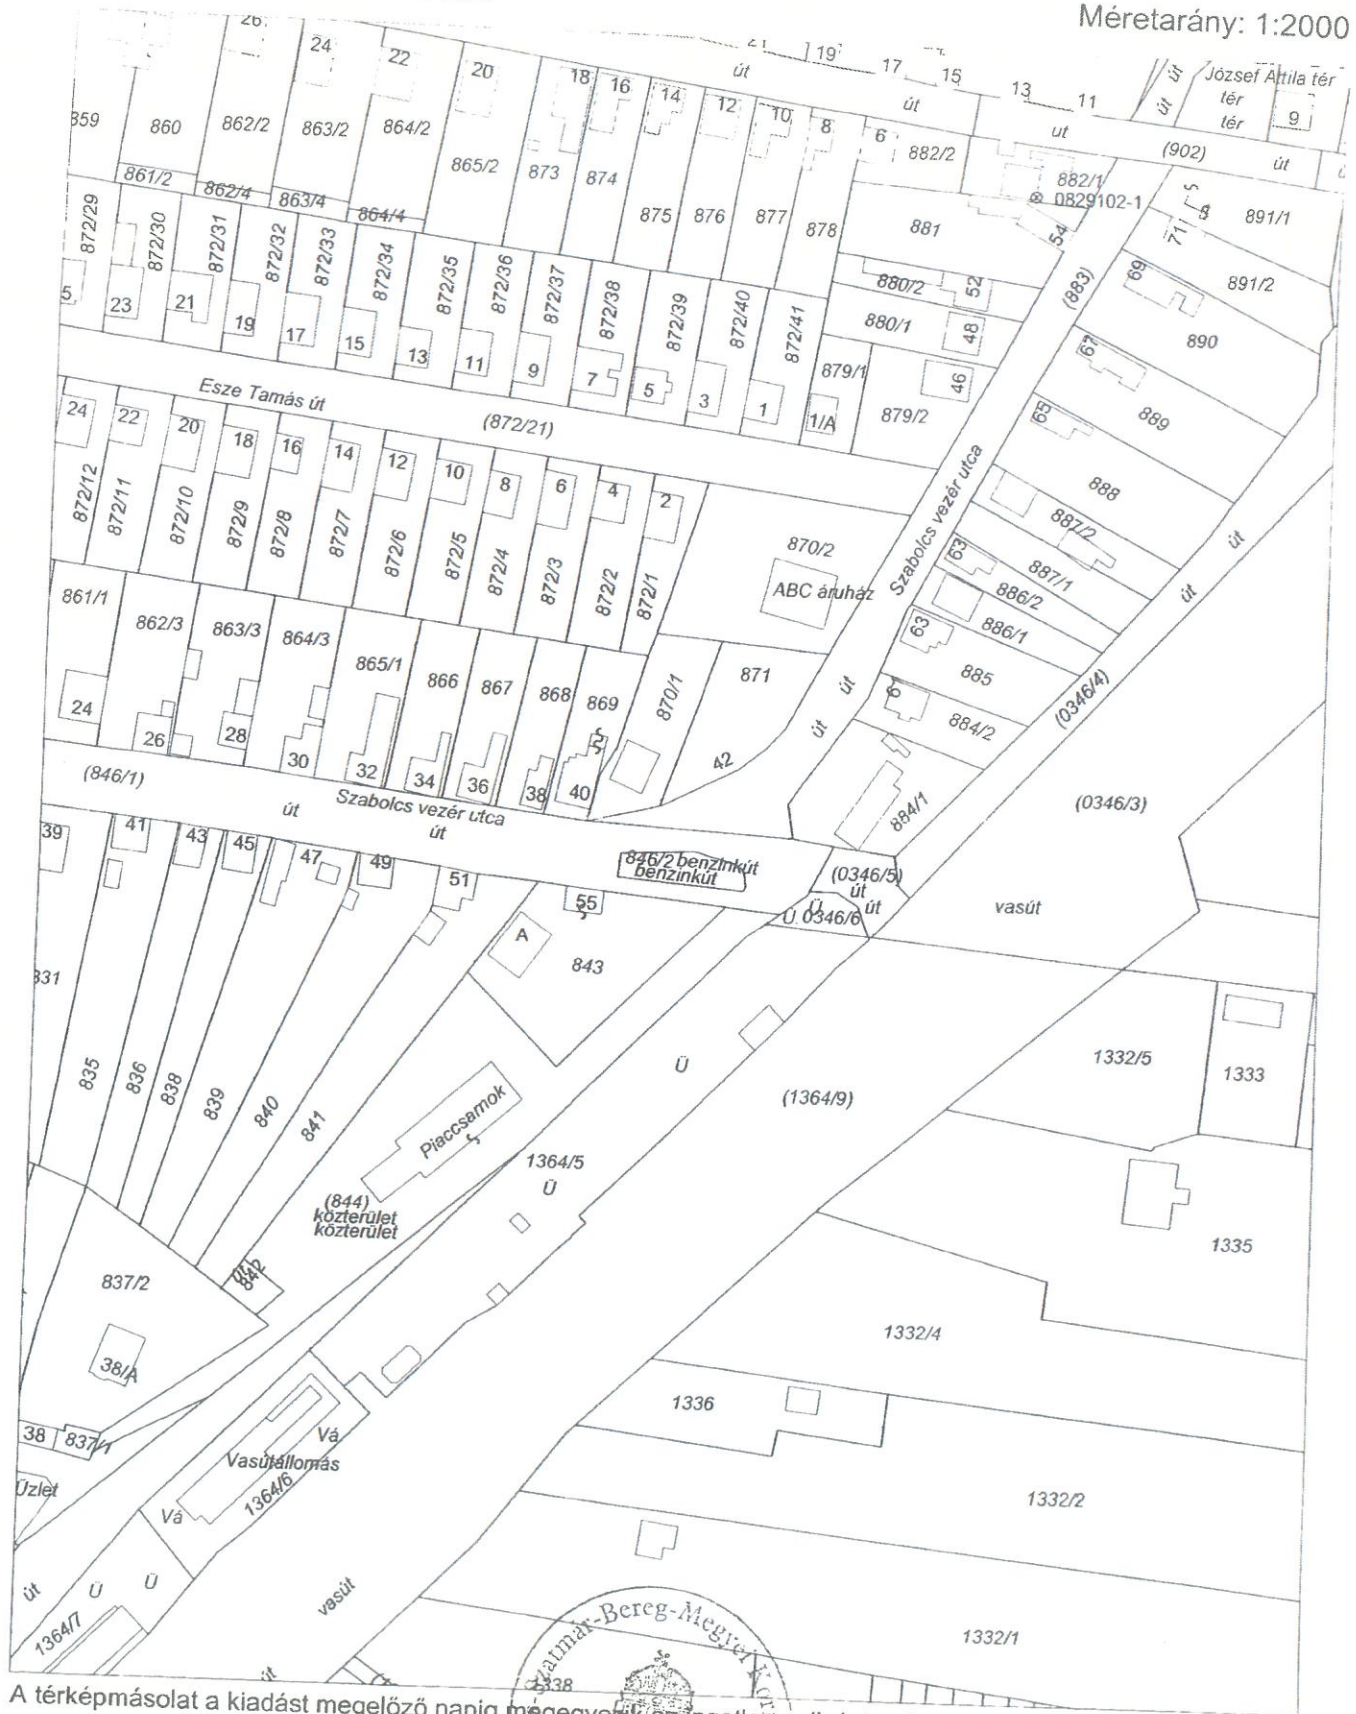 Méretarány: 1:2000
26 24 22 20 18 16 14 12 10 8 6
út
19 17 15 13 11
út
út
út
út
József Attila tér
tér
tér
9
(902)
út
859 860 862/2 863/2 864/2 865/2 873 874 875 876 877 878
882/2
882/1
0829102-1
881
54
861/2 862/4 863/4 864/4
891/1
71
891/2
69
(883)
880/2
52
880/1
48
890
67
872/29 872/30 872/31 872/32 872/33 872/34 872/35 872/36 872/37 872/38 872/39 872/40 872/41
879/1
879/2
46
889
65
5 23 21 19 17 15 13 11 9 7 5 3 1 1/A
Esze Tamás út
(872/21)
Szabolcs vezér utca
888
887/2
24 22 20 18 16 14 12 10 8 6 4 2
872/12 872/11 872/10 872/9 872/8 872/7 872/6 872/5 872/4 872/3 872/2 872/1
870/2
ABC áruház
63
887/1
886/2
886/1
63
885
884/2
út
út
(0346/4)
861/1 862/3 863/3 864/3 865/1 866 867 868 869
870/1
871
42
út
út
24 26 28 30 32 34 36 38 40
884/1
(0346/3)
(846/1)
út
Szabolcs vezér utca
út
846/2 benzinkút
benzinkút
(0346/5)
út
út
Ü
Ü 0346/6
vasút
39 41 43 45 47 49 51 55
A
843
831
835 836 838 839 840 841
Ü
(1364/9)
1332/5
1333
Piaccsarnok
1364/5
Ü
(844)
közterület
közterület
út
842
1335
837/2
38/A
1332/4
1336
38
837/1
Vá
Vasútállomás
1364/6
Üzlet
Vá
1332/2
út
Ü
Ü
vasút
1364/7
1332/1
út
1338
A térképmásolat a kiadást megelőző napig